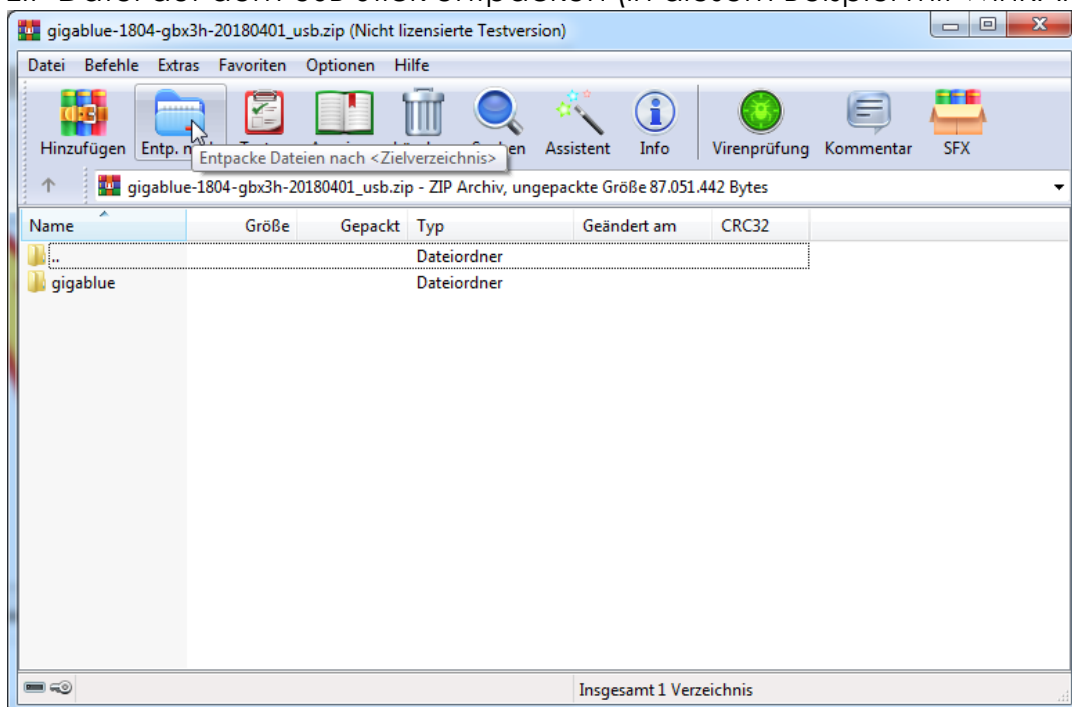 gigablue-1804-gbx3h-20180401_usb.zip (Nicht lizensierte Testversion)
Datei Befehle Extras Favoriten Optionen Hilfe
Hinzufügen Entp. Assistent Info Virenprüfung Kommentar SFX
Entpacke Dateien nach <Zielverzeichnis>
gigablue-1804-gbx3h-20180401_usb.zip - ZIP Archiv, ungepackte Größe 87.051.442 Bytes
Name Größe Gepackt Typ Geändert am CRC32
.. Dateiordner
gigablue Dateiordner
Insgesamt 1 Verzeichnis